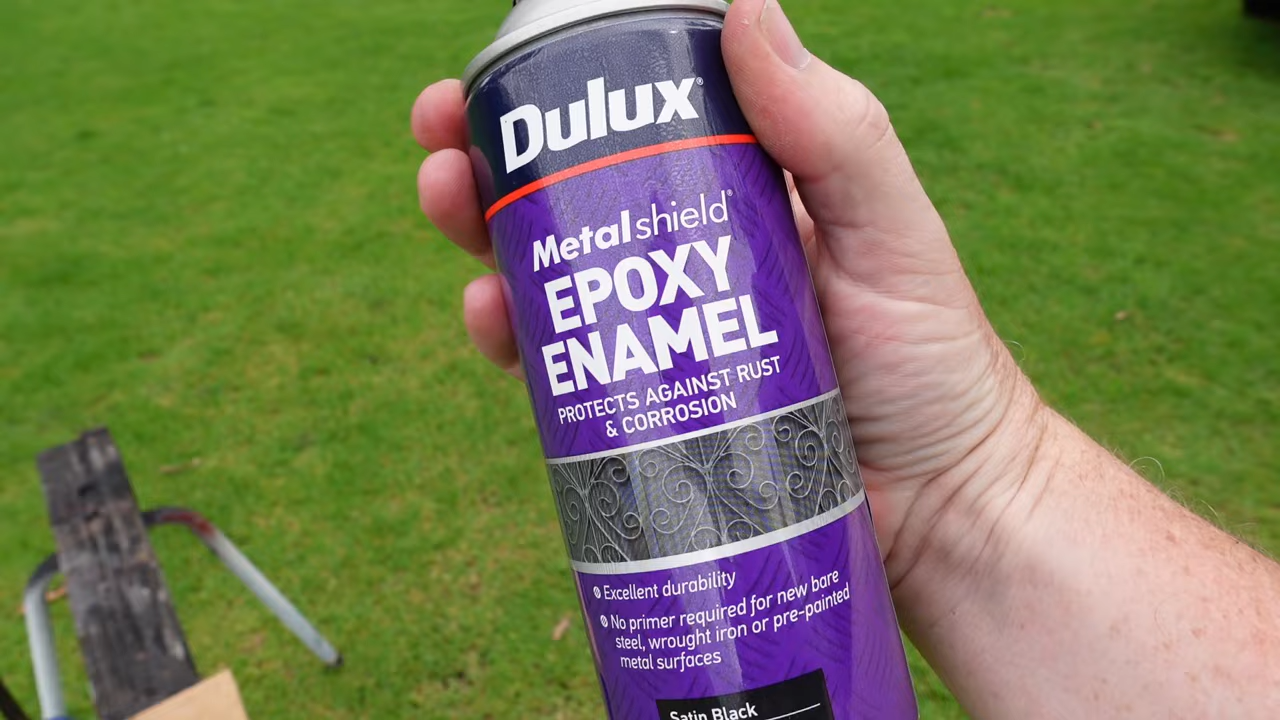 Dulux®
Metalshield®
EPOXY
ENAMEL
PROTECTS AGAINST RUST
& CORROSION
Excellent durability
No primer required for new bare
steel, wrought iron or pre-painted
metal surfaces
Satin Black